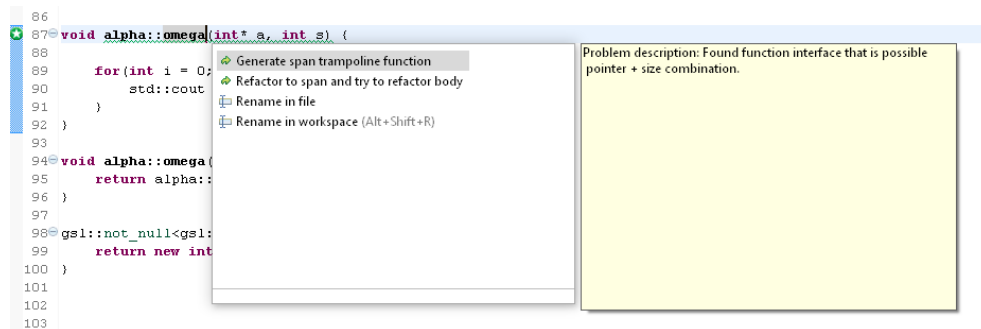 86
87 void alpha::omega(int* a, int s) {
88
89 for(int i = 0;
90 std::cout
91 }
92 }
93
94 void alpha::omega(
95 return alpha::
96 }
97
98 gsl::not_null<gsl:
99 return new int
100 }
101
102
103
Generate span trampoline function
Refactor to span and try to refactor body
Rename in file
Rename in workspace (Alt+Shift+R)
Problem description: Found function interface that is possible
pointer + size combination.